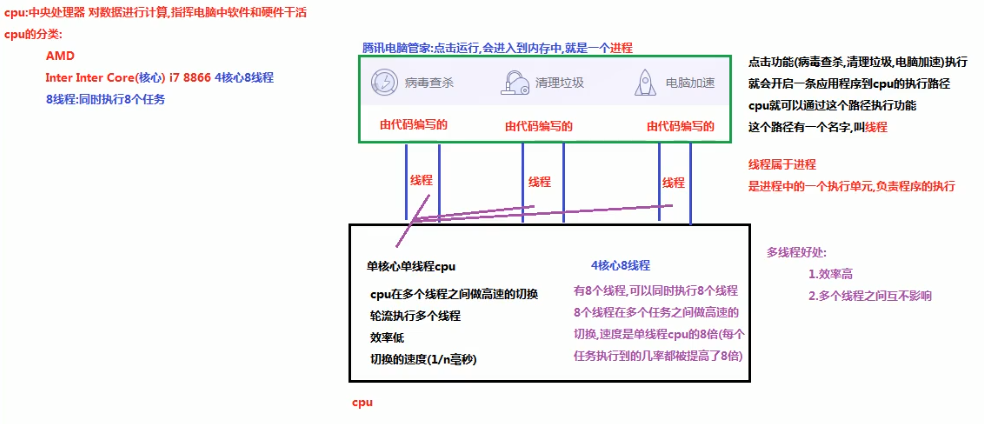 cpu:中央处理器 对数据进行计算,指挥电脑中软件和硬件干活
cpu的分类:
AMD
Inter Inter Core(核心) i7 8866 4核心8线程
8线程:同时执行8个任务
腾讯电脑管家:点击运行,会进入到内存中,就是一个进程
病毒查杀
清理垃圾
电脑加速
由代码编写的
由代码编写的
由代码编写的
线程
线程
线程
点击功能(病毒查杀,清理垃圾,电脑加速)执行
就会开启一条应用程序到cpu的执行路径
cpu就可以通过这个路径执行功能
这个路径有一个名字,叫线程
线程属于进程
是进程中的一个执行单元,负责程序的执行
单核心单线程cpu
cpu在多个线程之间做高速的切换
轮流执行多个线程
效率低
切换的速度(1/n毫秒)
4核心8线程
有8个线程,可以同时执行8个线程
8个线程在多个任务之间做高速的
切换,速度是单线程cpu的8倍(每个
任务执行到的几率都被提高了8倍)
多线程好处:
1.效率高
2.多个线程之间互不影响
cpu